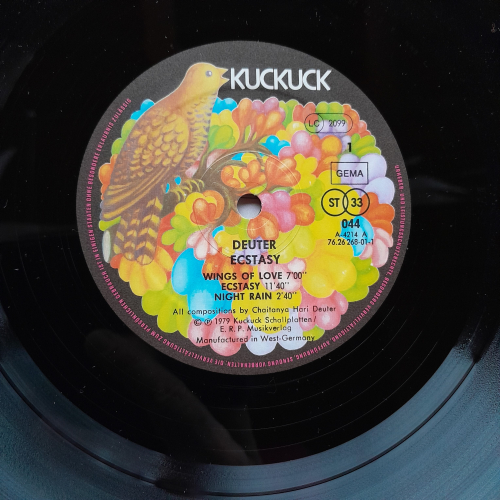 KUCKUCK
LC 2099
1
GEMA
ST 33
044
A-4214 A
76.26 268-01-1
DEUTER
ECSTASY
WINGS OF LOVE 7'00''
ECSTASY 11'40''
NIGHT RAIN 2'40''
All compositions by Chaitanya Hari Deuter
© ℗ 1979 Kuckuck Schallplatten /
E. R. P. Musikverlag
Manufactured in West-Germany